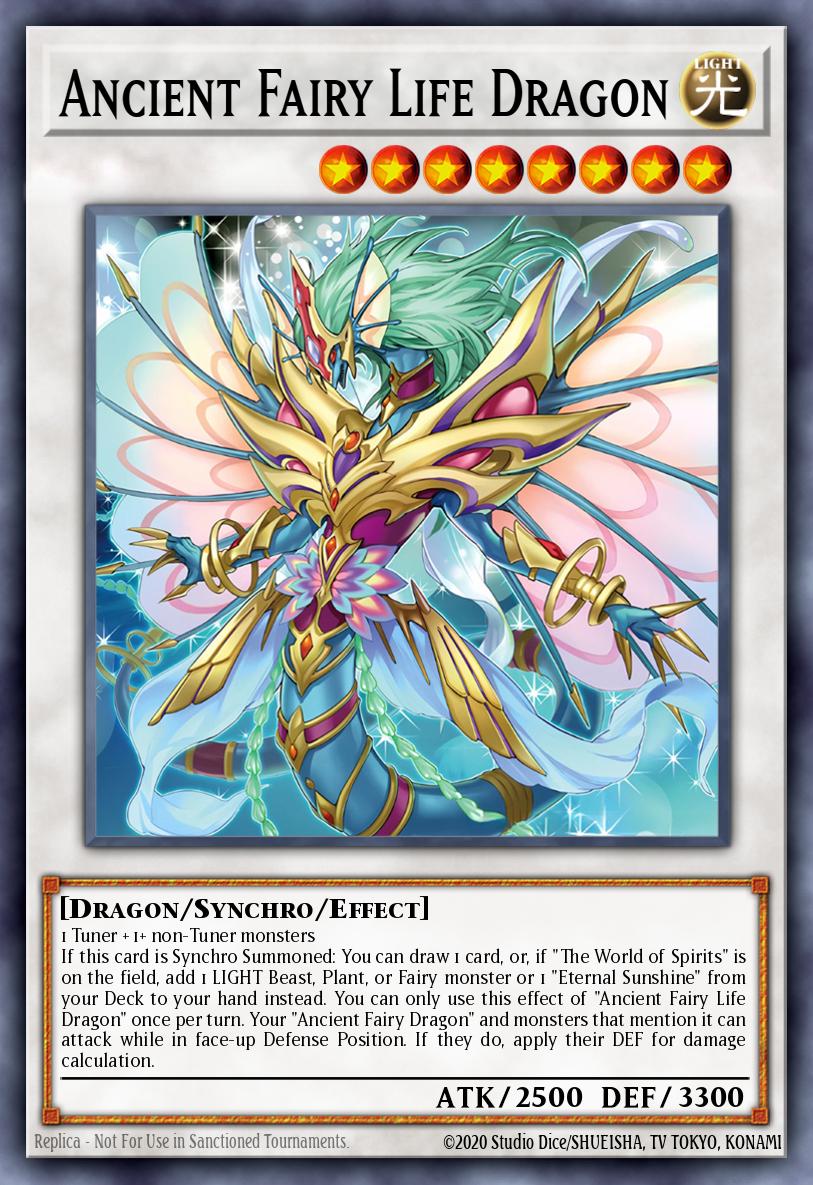 ANCIENT FAIRY LIFE DRAGON
LIGHT
光
[DRAGON/SYNCHRO/EFFECT]
1 Tuner + 1+ non-Tuner monsters
If this card is Synchro Summoned: You can draw 1 card, or, if "The World of Spirits" is
on the field, add 1 LIGHT Beast, Plant, or Fairy monster or 1 "Eternal Sunshine" from
your Deck to your hand instead. You can only use this effect of "Ancient Fairy Life
Dragon" once per turn. Your "Ancient Fairy Dragon" and monsters that mention it can
attack while in face-up Defense Position. If they do, apply their DEF for damage
calculation.
ATK/2500 DEF/3300
Replica - Not For Use in Sanctioned Tournaments.
©2020 Studio Dice/SHUEISHA, TV TOKYO, KONAMI